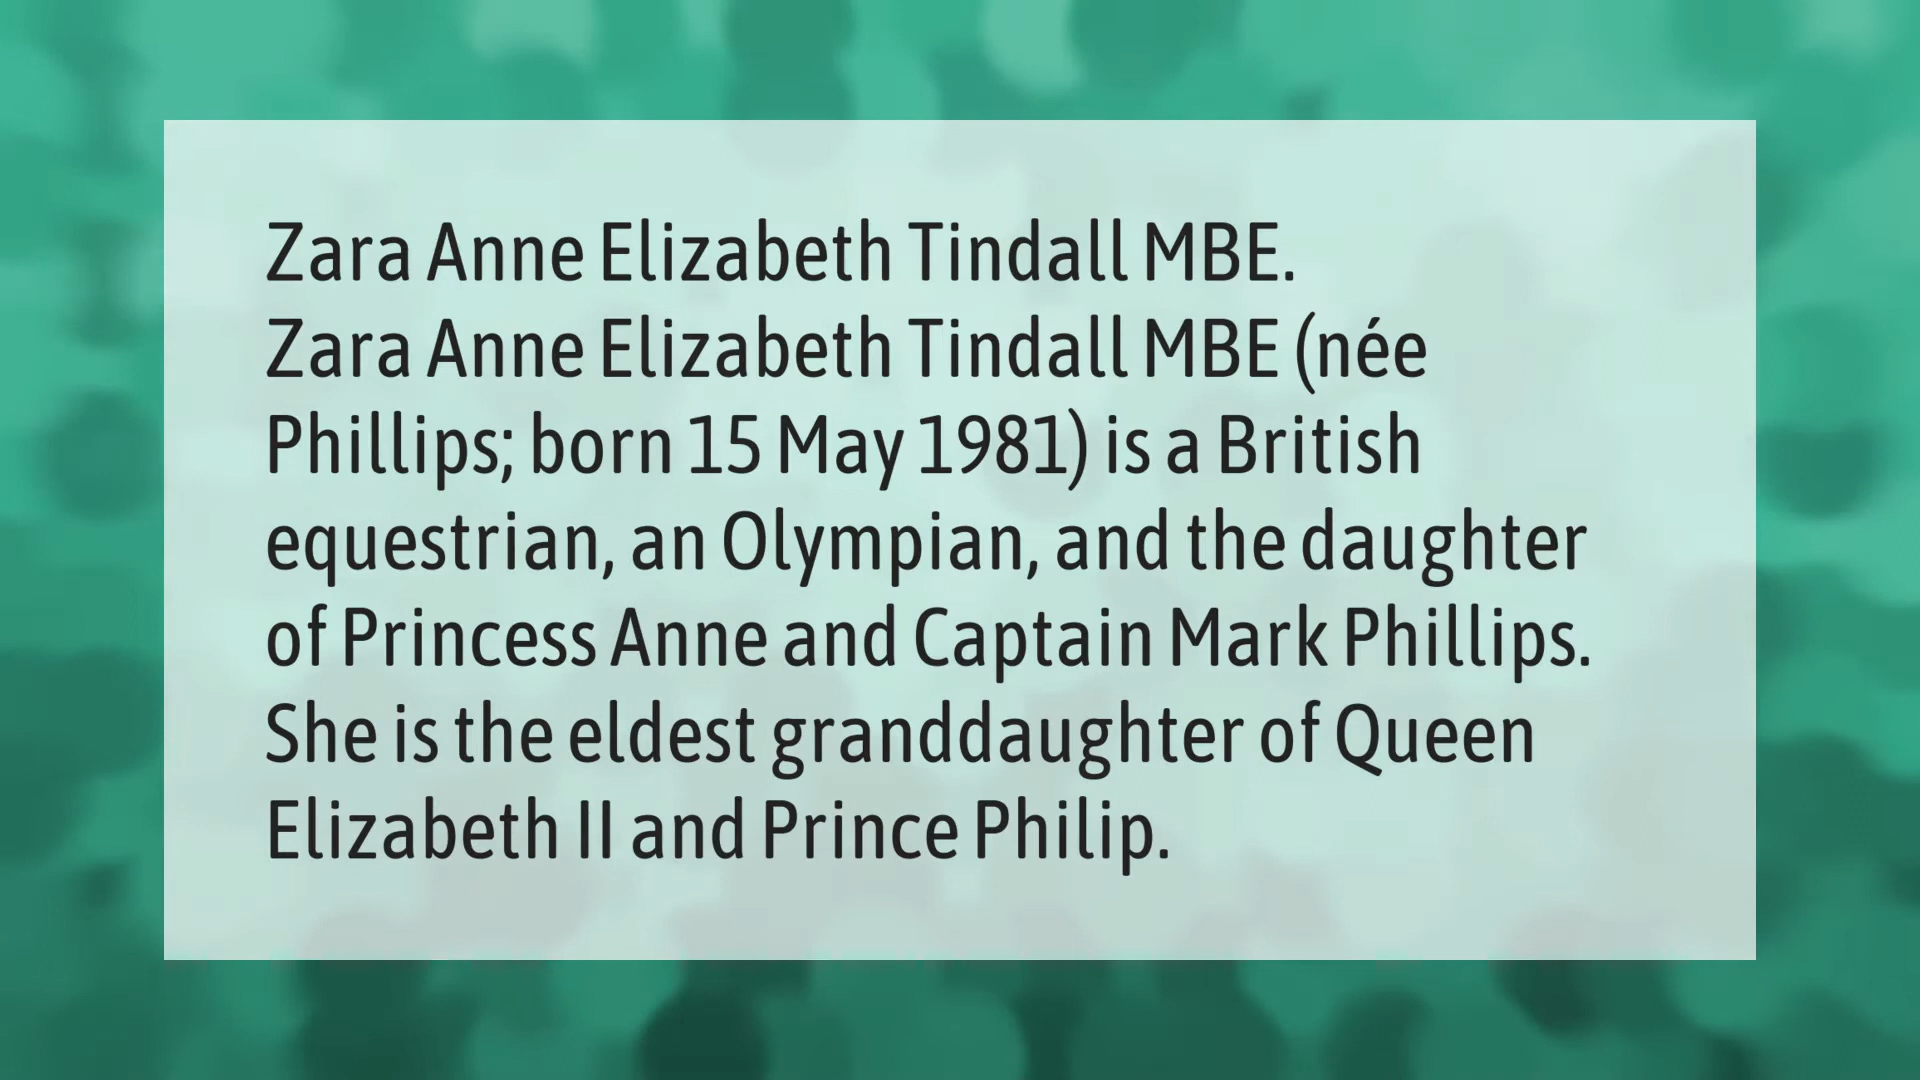 Zara Anne Elizabeth Tindall MBE.
Zara Anne Elizabeth Tindall MBE (née
Phillips; born 15 May 1981) is a British
equestrian, an Olympian, and the daughter
of Princess Anne and Captain Mark Phillips.
She is the eldest granddaughter of Queen
Elizabeth II and Prince Philip.